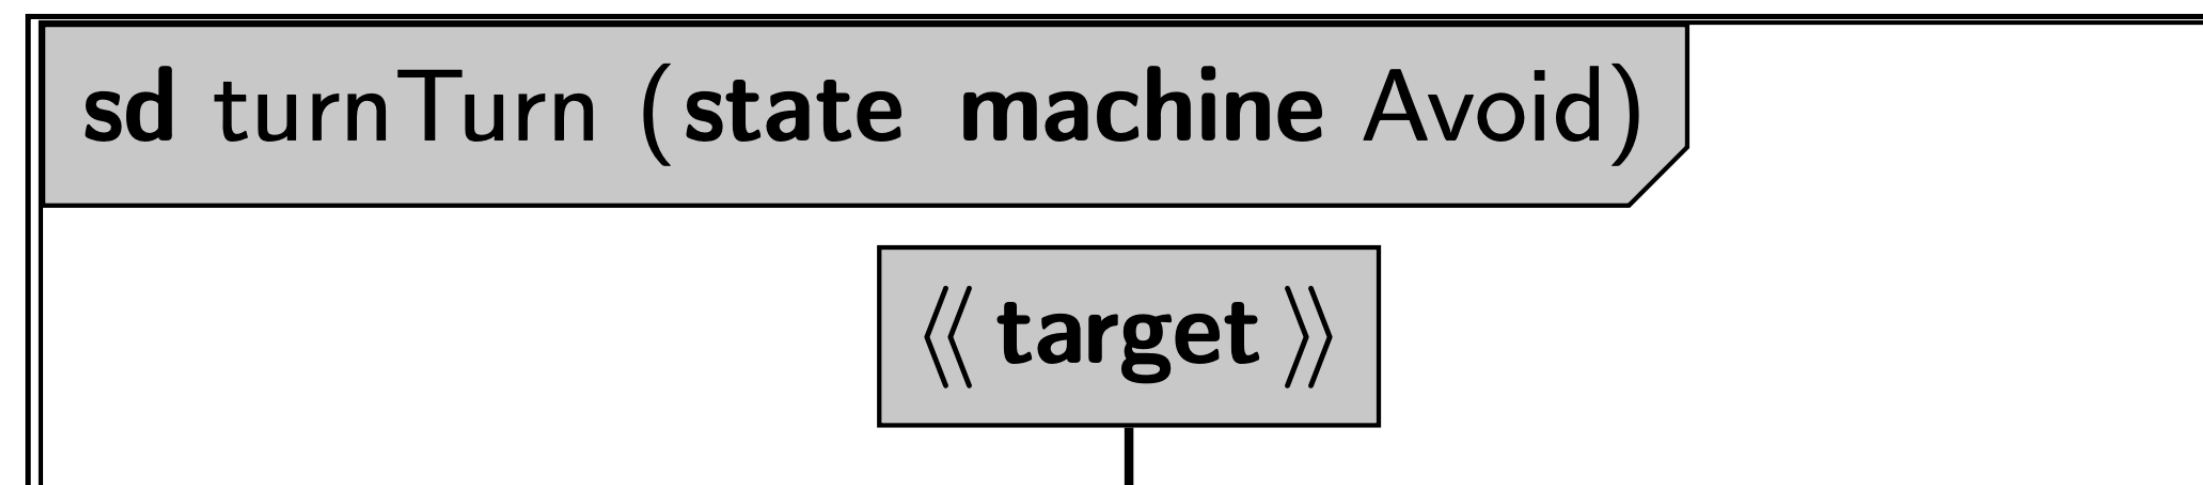 sd turnTurn (state machine Avoid)
⟪ target ⟫